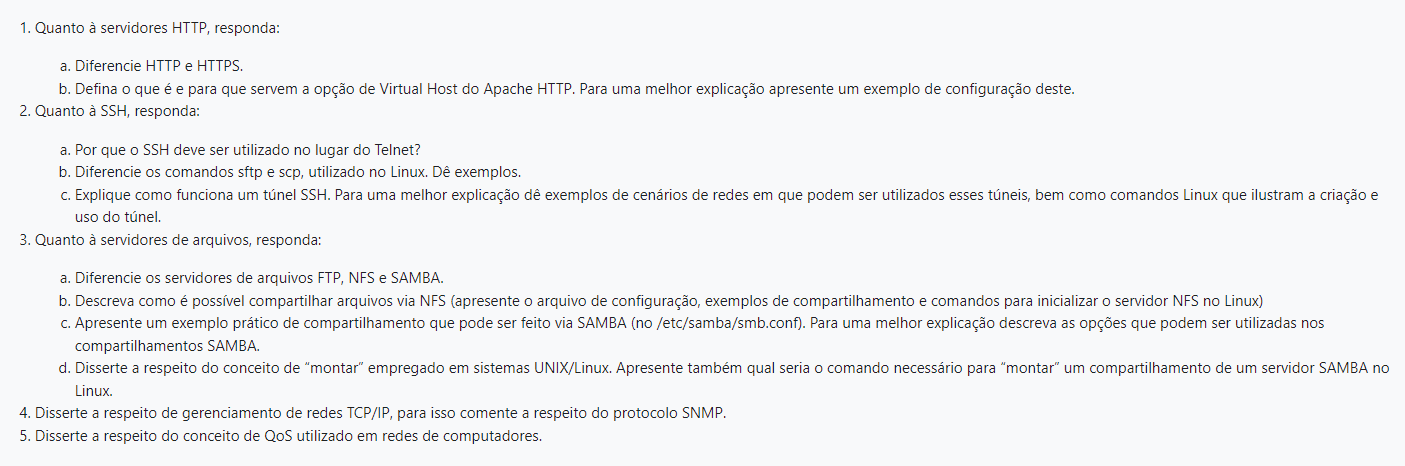 1. Quanto à servidores HTTP, responda:
a. Diferencie HTTP e HTTPS.
b. Defina o que é e para que servem a opção de Virtual Host do Apache HTTP. Para uma melhor explicação apresente um exemplo de configuração deste.
2. Quanto à SSH, responda:
a. Por que o SSH deve ser utilizado no lugar do Telnet?
b. Diferencie os comandos sftp e scp, utilizado no Linux. Dê exemplos.
c. Explique como funciona um túnel SSH. Para uma melhor explicação dê exemplos de cenários de redes em que podem ser utilizados esses túneis, bem como comandos Linux que ilustram a criação e
uso do túnel.
3. Quanto à servidores de arquivos, responda:
a. Diferencie os servidores de arquivos FTP, NFS e SAMBA.
b. Descreva como é possível compartilhar arquivos via NFS (apresente o arquivo de configuração, exemplos de compartilhamento e comandos para inicializar o servidor NFS no Linux)
c. Apresente um exemplo prático de compartilhamento que pode ser feito via SAMBA (no /etc/samba/smb.conf). Para uma melhor explicação descreva as opções que podem ser utilizadas nos
compartilhamentos SAMBA.
d. Disserte a respeito do conceito de “montar” empregado em sistemas UNIX/Linux. Apresente também qual seria o comando necessário para “montar” um compartilhamento de um servidor SAMBA no
Linux.
4. Disserte a respeito de gerenciamento de redes TCP/IP, para isso comente a respeito do protocolo SNMP.
5. Disserte a respeito do conceito de QoS utilizado em redes de computadores.